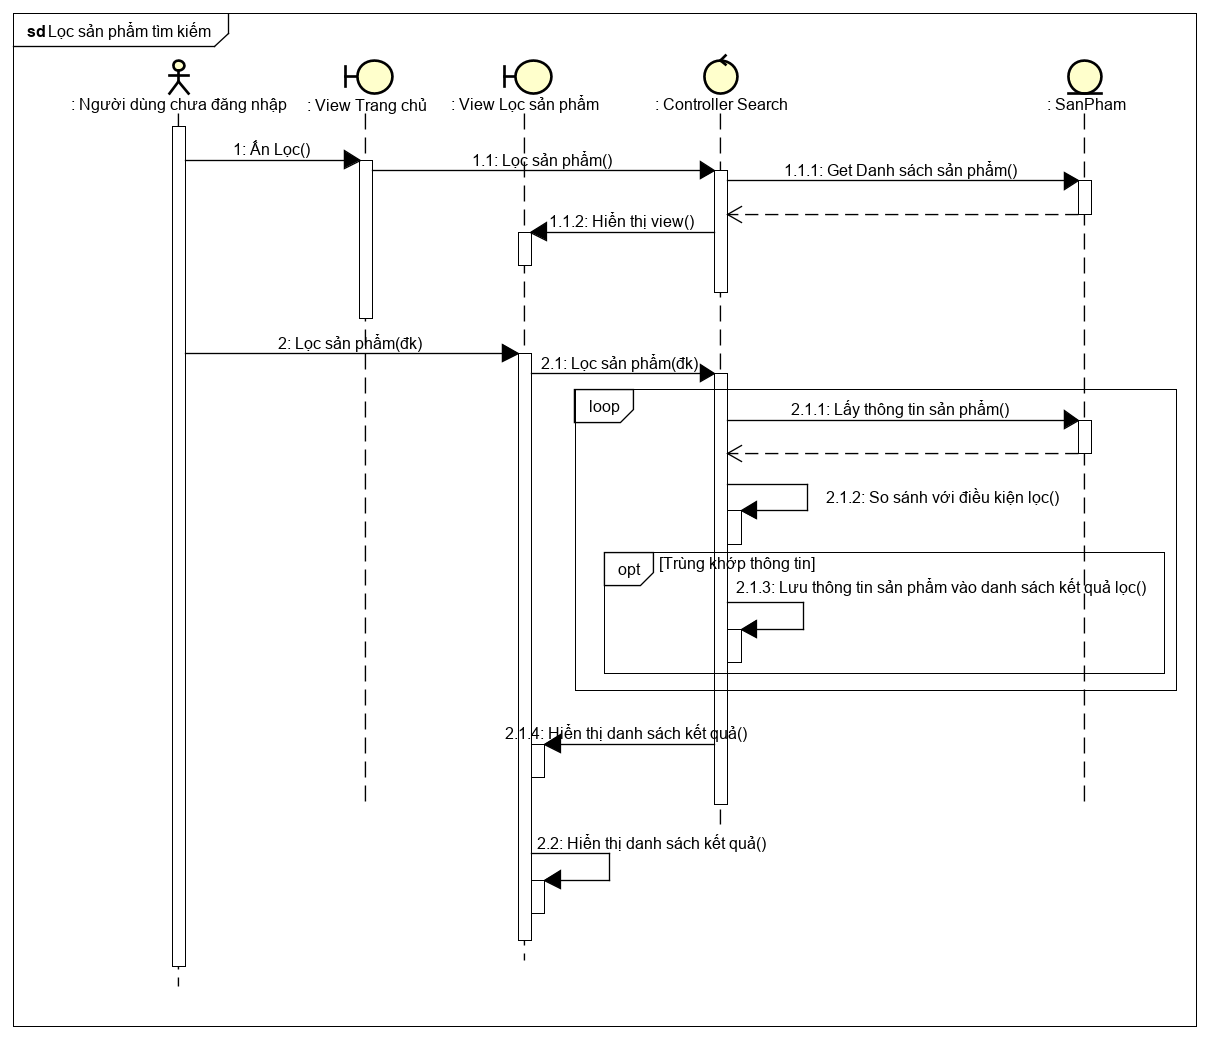 sd Lọc sản phẩm tìm kiếm
: Người dùng chưa đăng nhập
: View Trang chủ
: View Lọc sản phẩm
: Controller Search
: SanPham
1: Ấn Lọc()
1.1: Lọc sản phẩm()
1.1.1: Get Danh sách sản phẩm()
1.1.2: Hiển thị view()
2: Lọc sản phẩm(đk)
2.1: Lọc sản phẩm(đk)
loop
2.1.1: Lấy thông tin sản phẩm()
2.1.2: So sánh với điều kiện lọc()
opt
[Trùng khớp thông tin]
2.1.3: Lưu thông tin sản phẩm vào danh sách kết quả lọc()
2.1.4: Hiển thị danh sách kết quả()
2.2: Hiển thị danh sách kết quả()